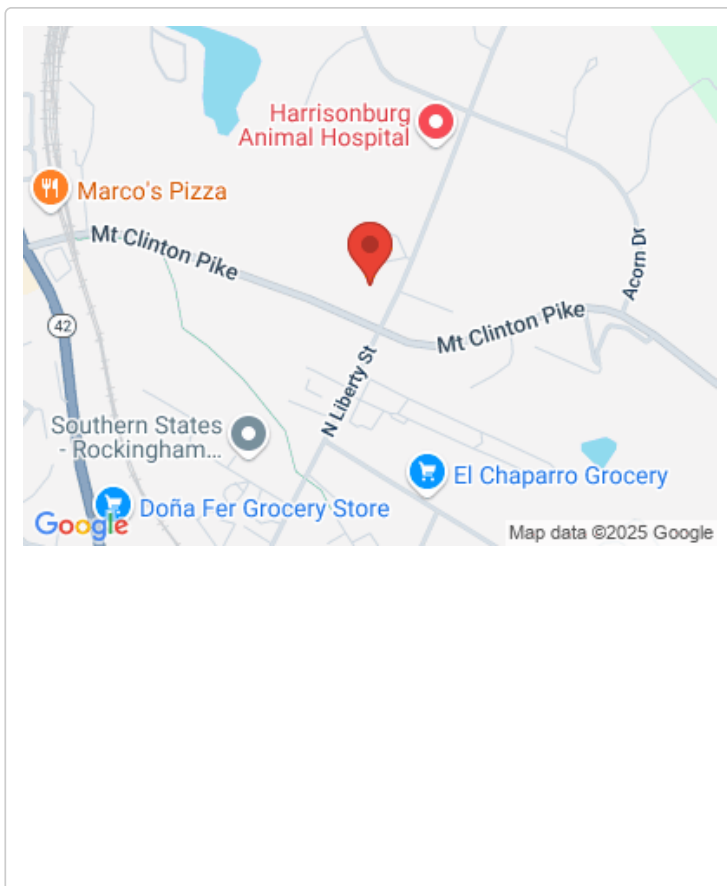 Harrisonburg
Animal Hospital
Marco's Pizza
Mt Clinton Pike
Acorn Dr
42
Mt Clinton Pike
N Liberty St
Southern States
- Rockingham...
El Chaparro Grocery
Doña Fer Grocery Store
Google
Map data ©2025 Google